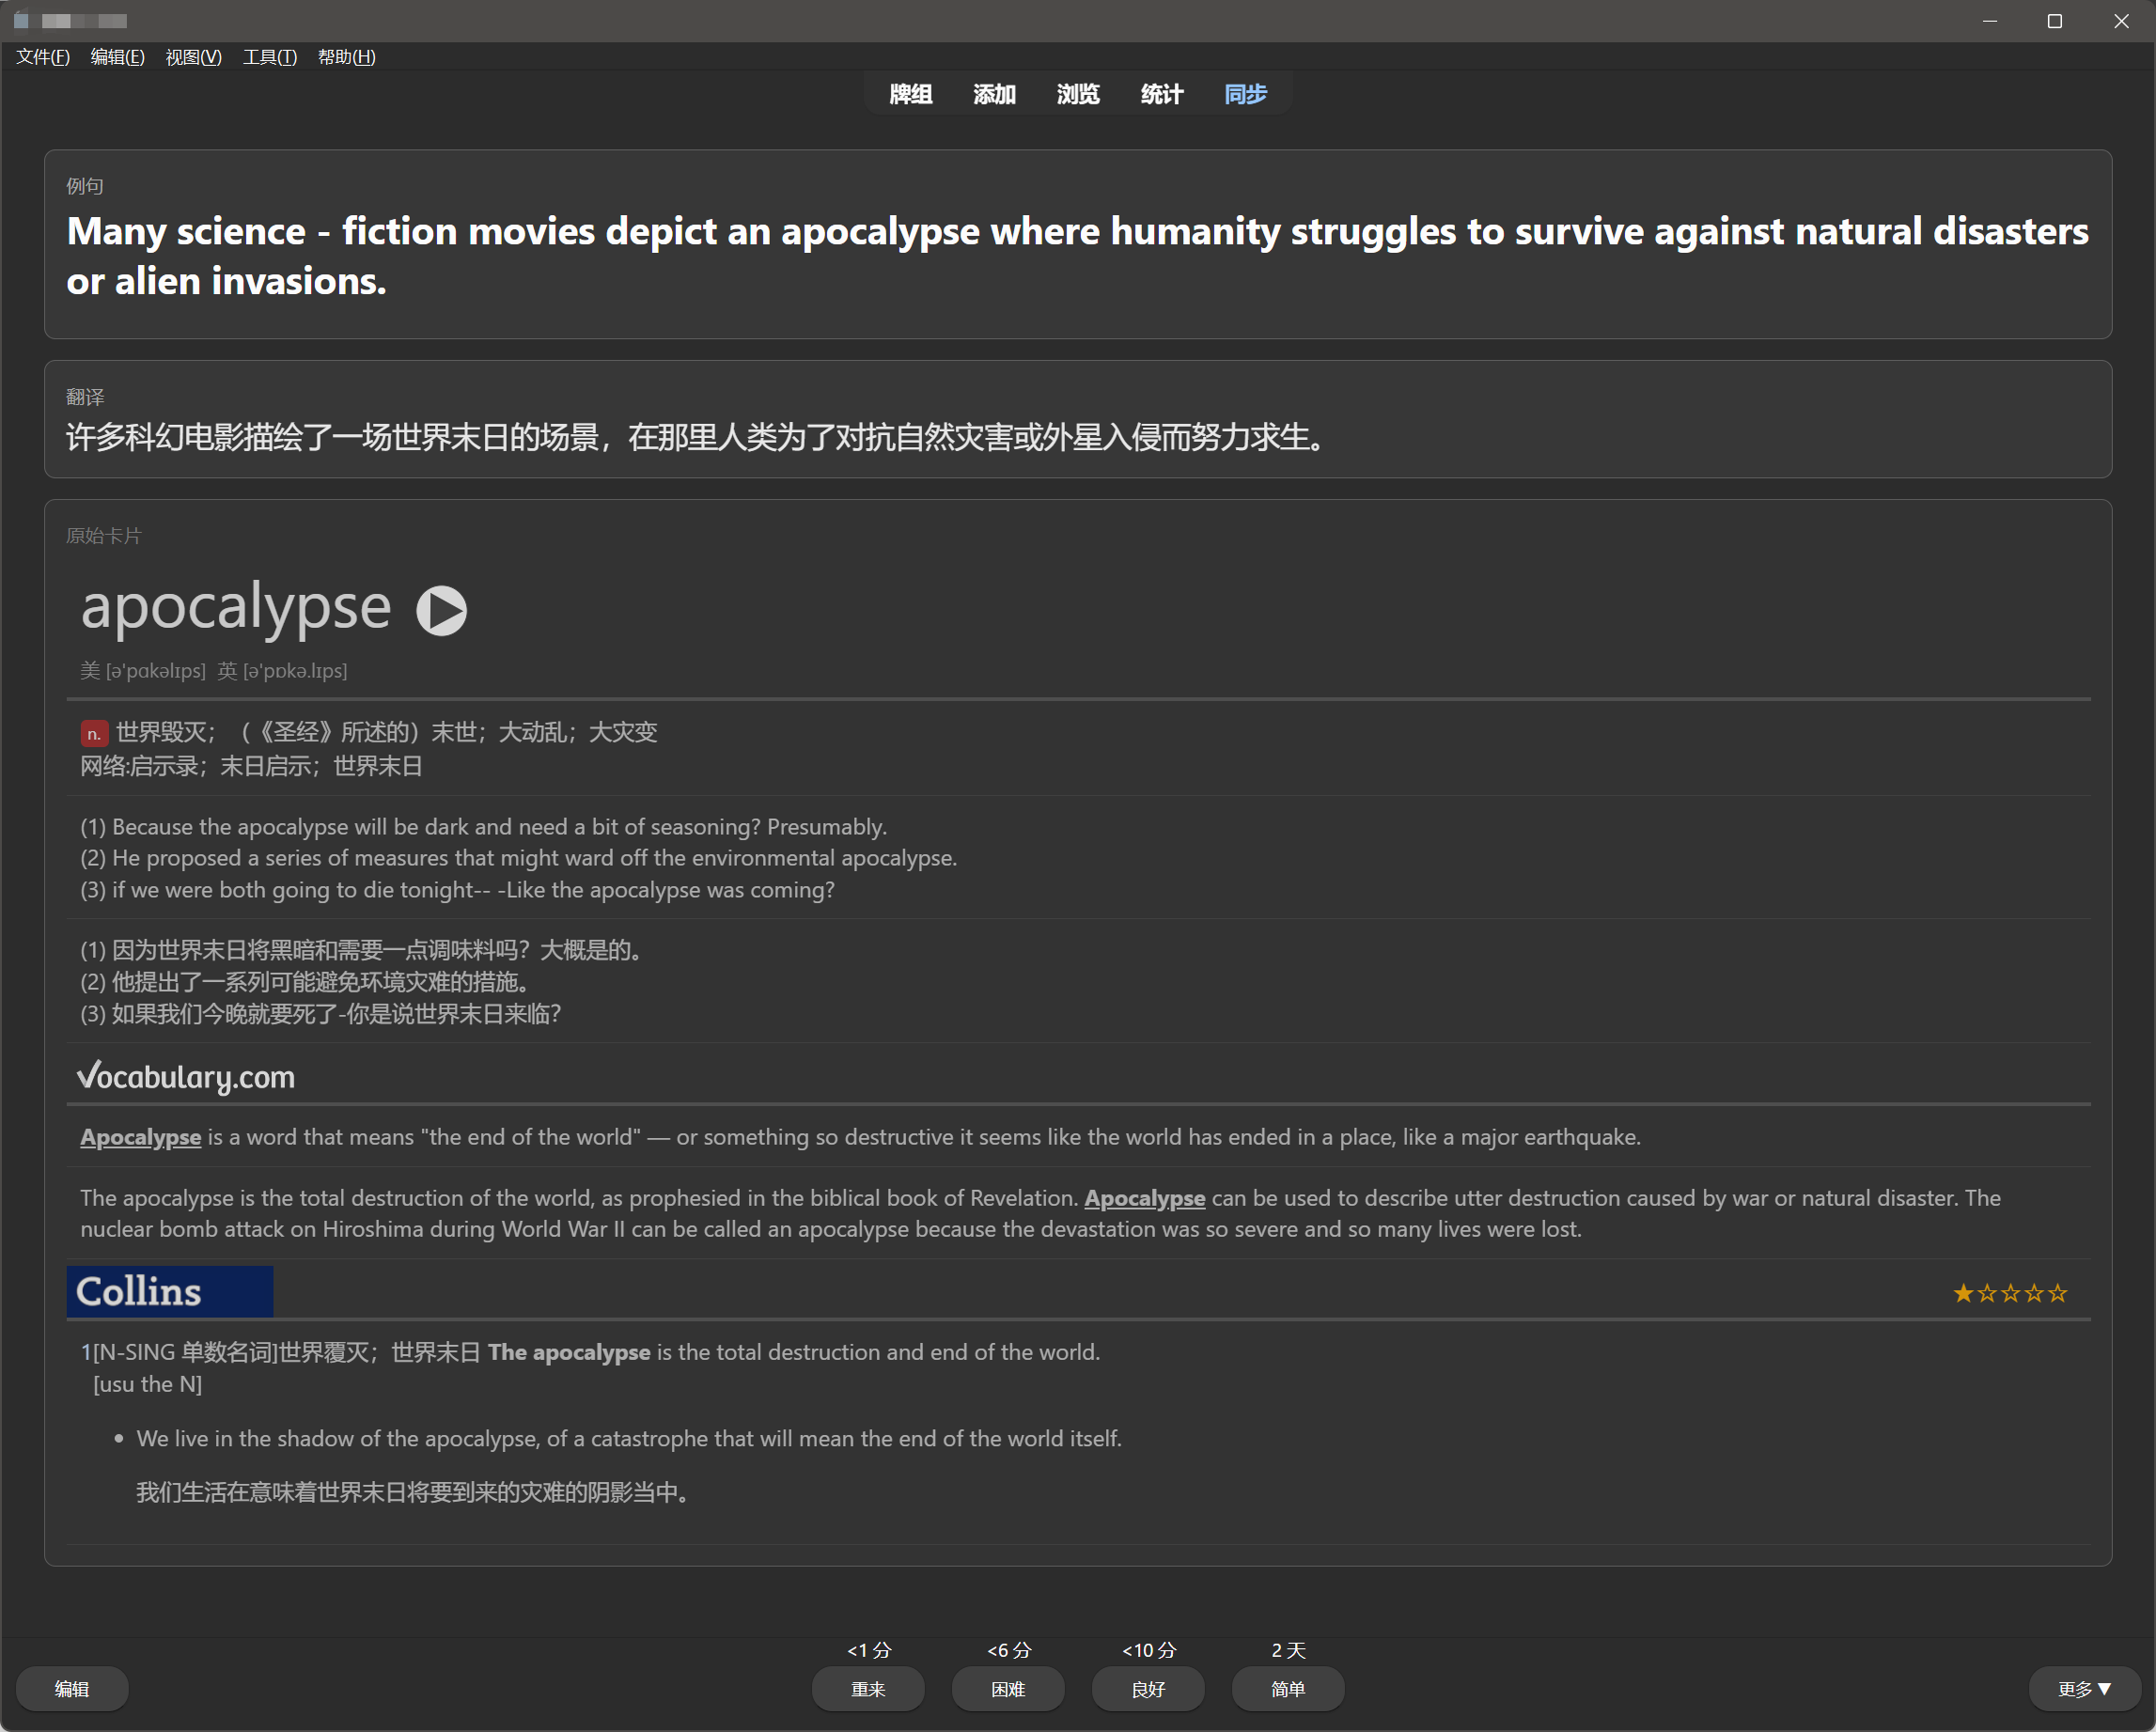 文件(F) 编辑(E) 视图(V) 工具(T) 帮助(H)
牌组 添加 浏览 统计 同步
例句
Many science - fiction movies depict an apocalypse where humanity struggles to survive against natural disasters
or alien invasions.
翻译
许多科幻电影描绘了一场世界末日的场景，在那里人类为了对抗自然灾害或外星入侵而努力求生。
原始卡片
apocalypse
美 [ə'pɑkəlɪps] 英 [ə'pɒkə.lɪps]
n. 世界毁灭；（《圣经》所述的）末世；大动乱；大灾变
网络:启示录；末日启示；世界末日
(1) Because the apocalypse will be dark and need a bit of seasoning? Presumably.
(2) He proposed a series of measures that might ward off the environmental apocalypse.
(3) if we were both going to die tonight-- -Like the apocalypse was coming?
(1) 因为世界末日将黑暗和需要一点调味料吗？大概是的。
(2) 他提出了一系列可能避免环境灾难的措施。
(3) 如果我们今晚就要死了-你是说世界末日来临？
Vocabulary.com
Apocalypse is a word that means "the end of the world" — or something so destructive it seems like the world has ended in a place, like a major earthquake.
The apocalypse is the total destruction of the world, as prophesied in the biblical book of Revelation. Apocalypse can be used to describe utter destruction caused by war or natural disaster. The
nuclear bomb attack on Hiroshima during World War II can be called an apocalypse because the devastation was so severe and so many lives were lost.
Collins ★☆☆☆☆
1[N-SING 单数名词]世界覆灭；世界末日 The apocalypse is the total destruction and end of the world.
[usu the N]
• We live in the shadow of the apocalypse, of a catastrophe that will mean the end of the world itself.
我们生活在意味着世界末日将要到来的灾难的阴影当中。
<1 分 <6 分 <10 分 2 天
编辑 重来 困难 良好 简单 更多▼